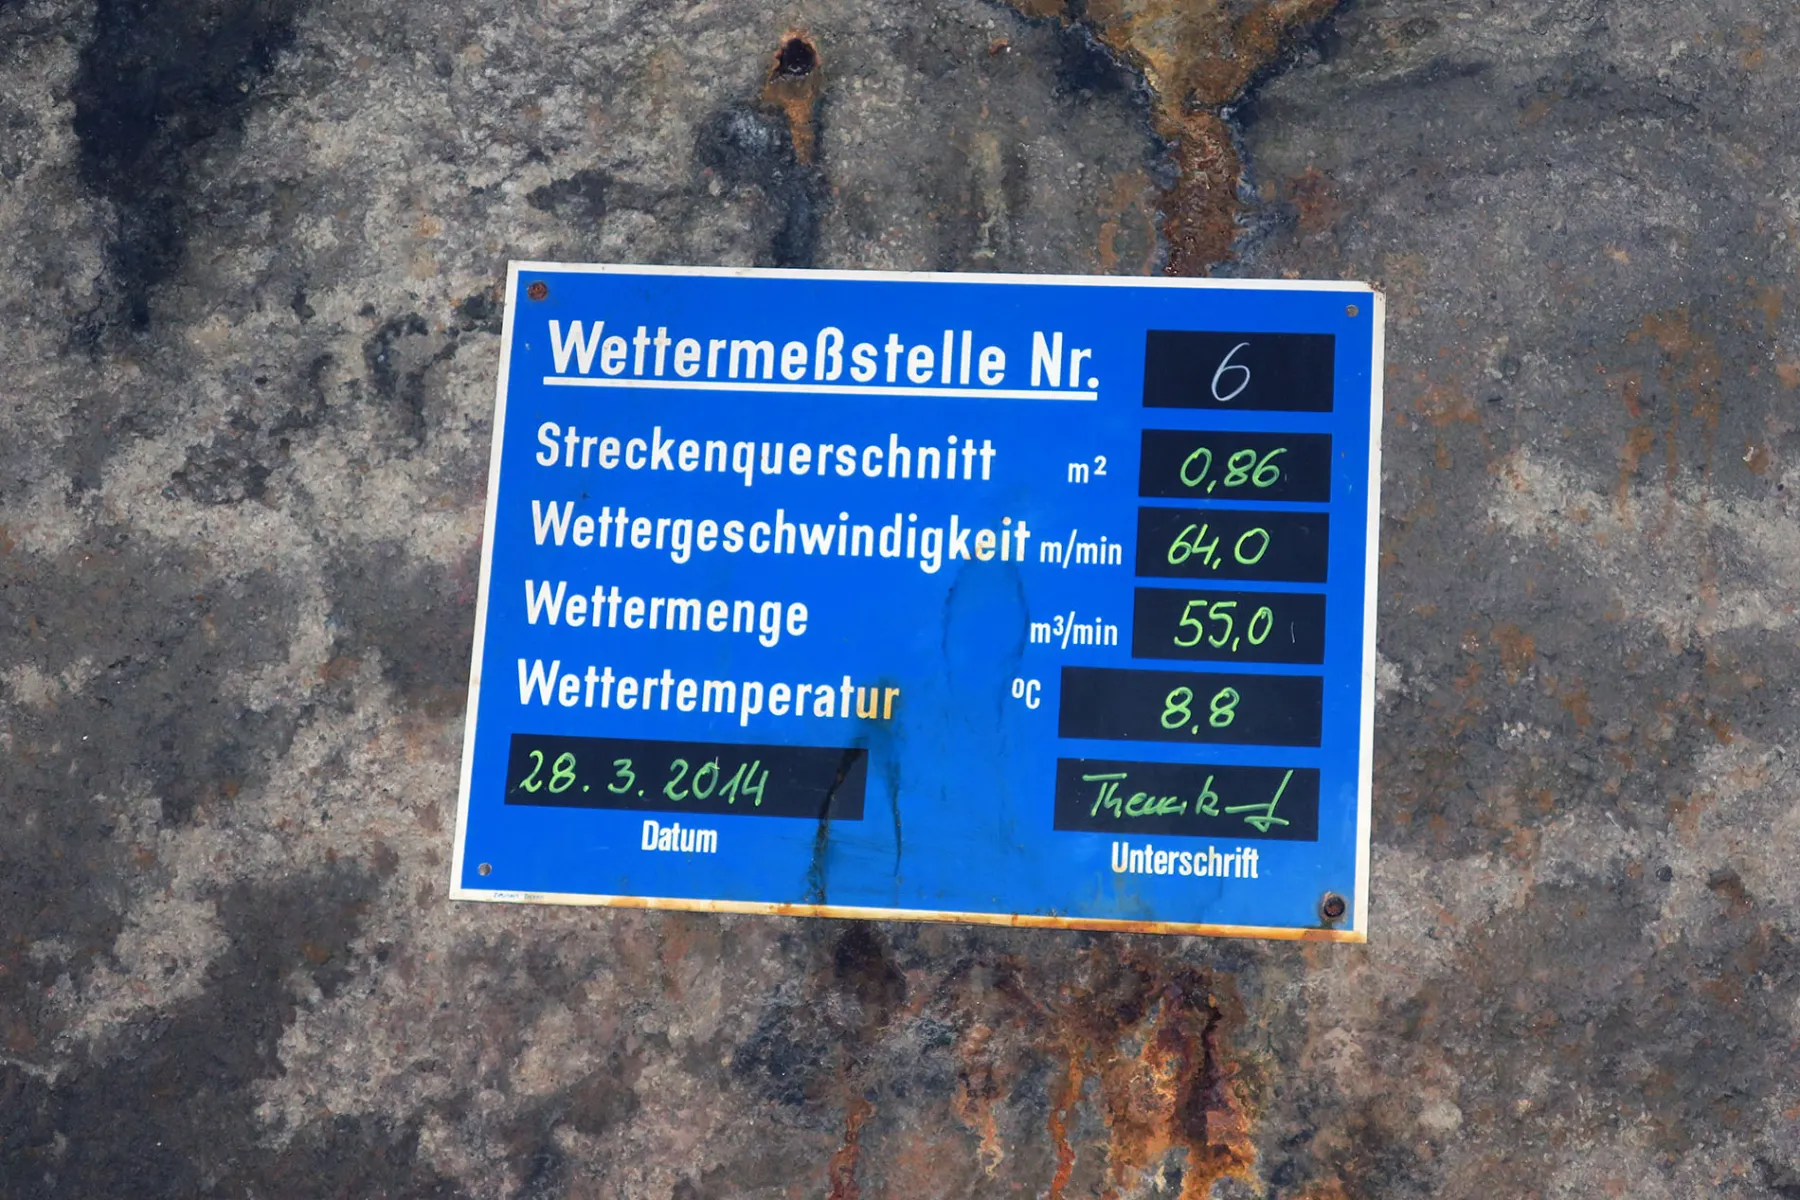 Wettermeßstelle Nr. 6
Streckenquerschnitt m² 0,86
Wettergeschwindigkeit m/min 64,0
Wettermenge m³/min 55,0
Wettertemperatur °C 8.8
28. 3. 2014
Datum Unterschrift